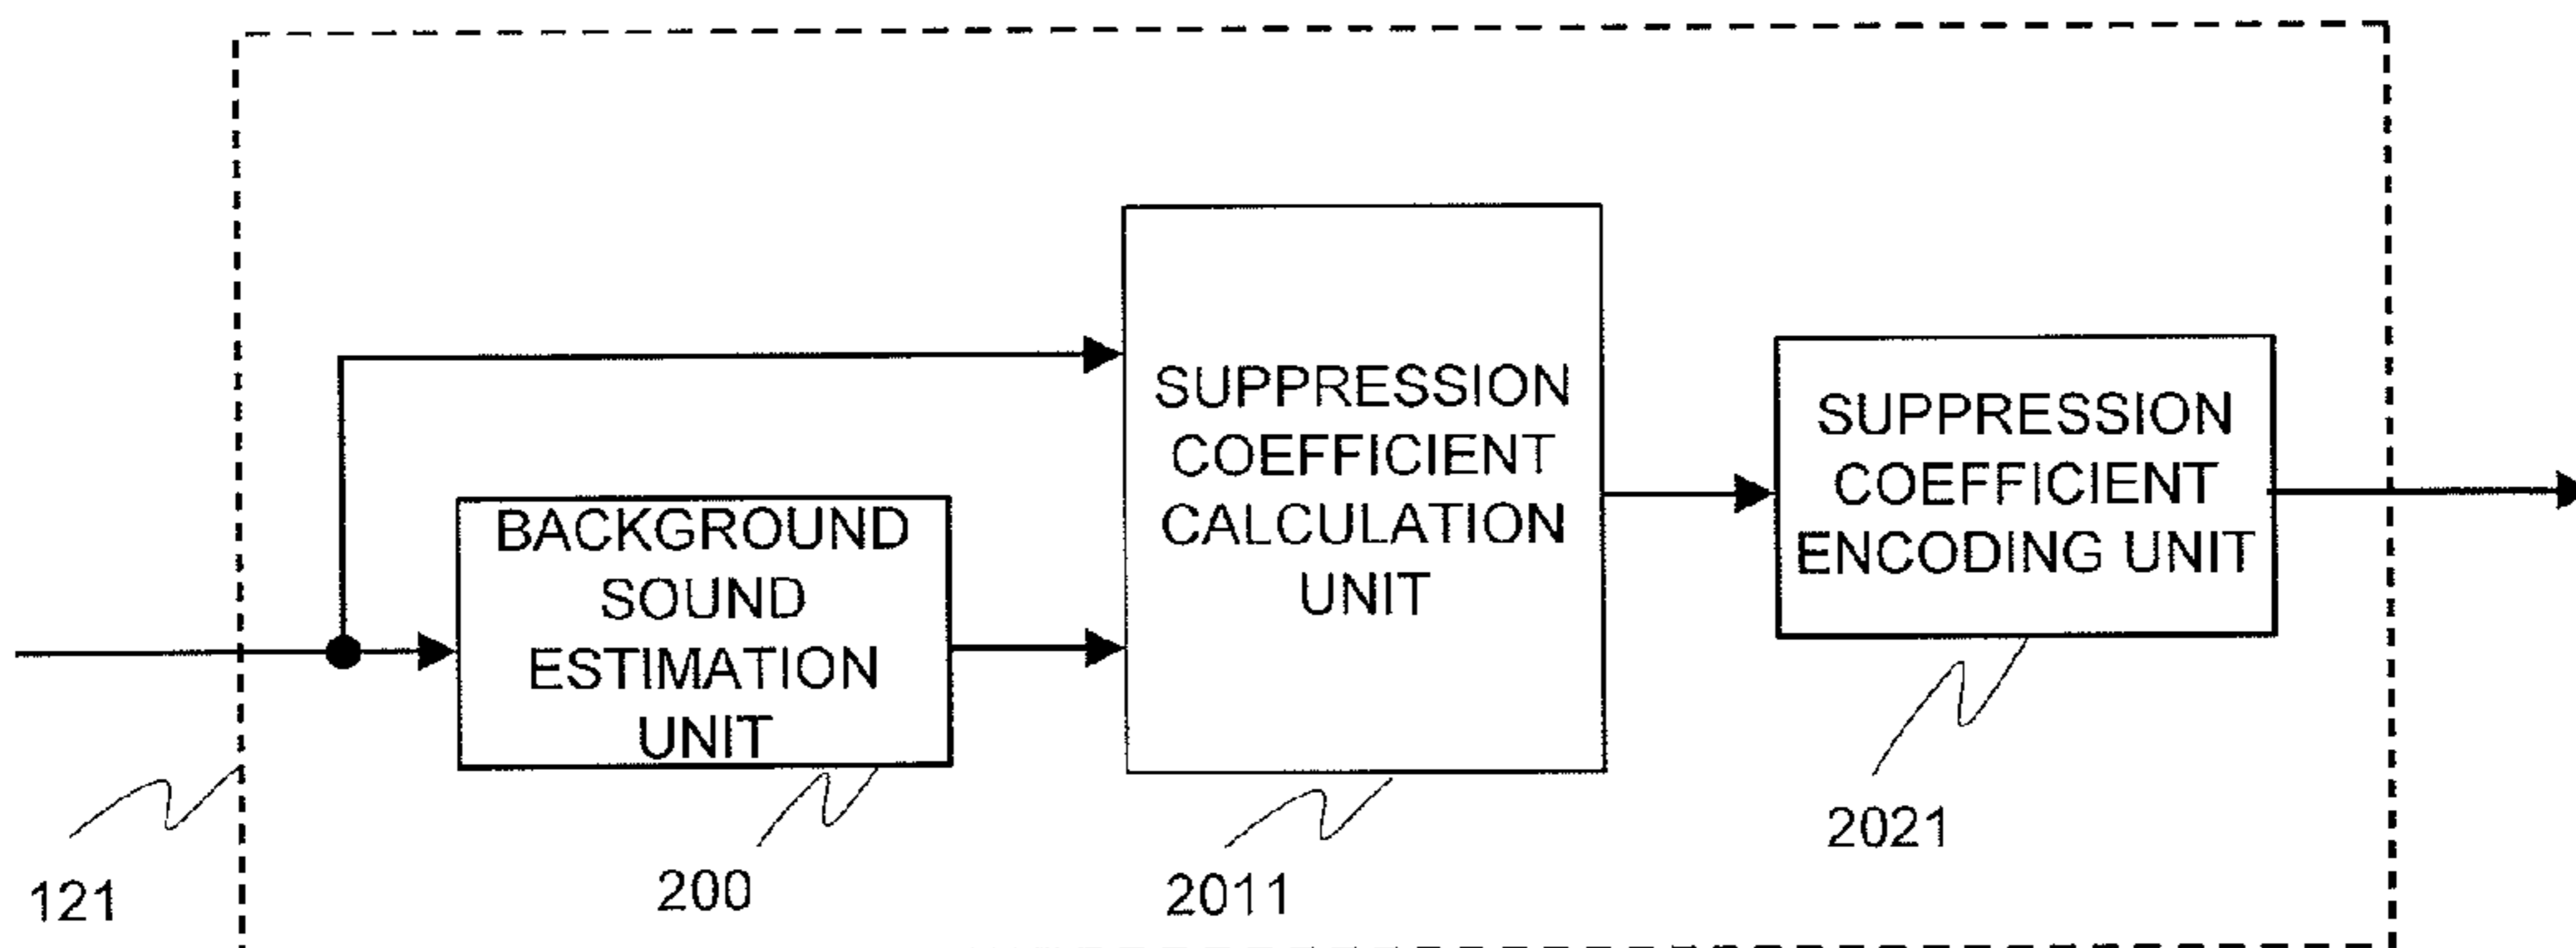 SUPPRESSION
COEFFICIENT
CALCULATION
UNIT
SUPPRESSION
COEFFICIENT
ENCODING UNIT
BACKGROUND
SOUND
ESTIMATION
UNIT
121
200
2011
2021